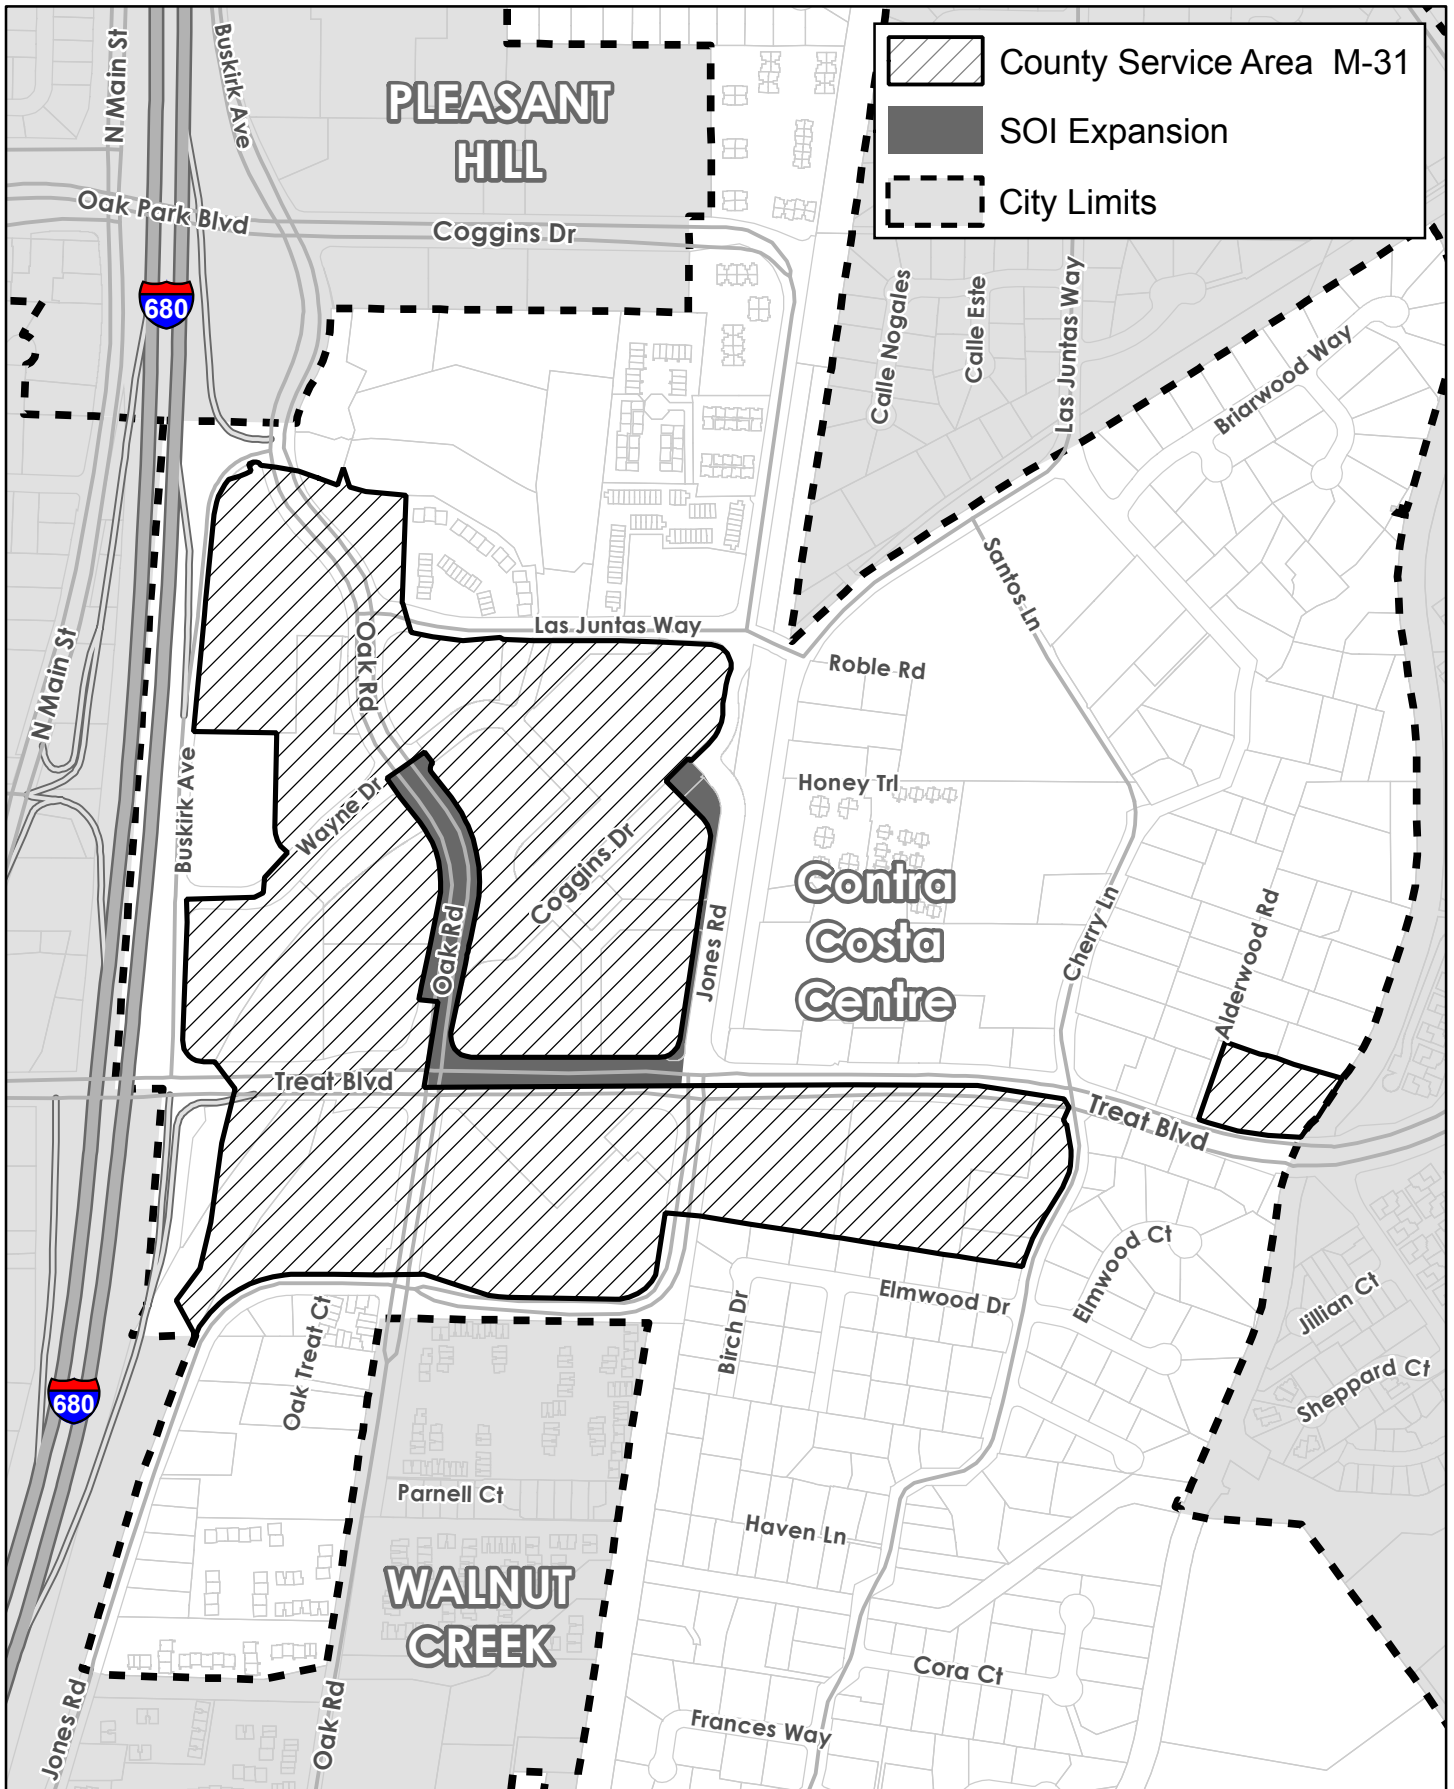 County Service Area M-31
SOI Expansion
City Limits
N Main St
Buskirk Ave
PLEASANT
HILL
Oak Park Blvd
Coggins Dr
680
Calle Nogales
Calle Este
Las Juntas Way
Briarwood Way
Santos Ln
Las Juntas Way
Oak Rd
Roble Rd
N Main St
Honey Trl
Buskirk Ave
Wayne Dr
Coggins Dr
Contra
Costa
Centre
Oak Rd
Jones Rd
Cherry Ln
Alderwood Rd
Treat Blvd
Treat Blvd
Elmwood Ct
Elmwood Dr
Birch Dr
Oak Treat Ct
Jillian Ct
Sheppard Ct
680
Parnell Ct
Haven Ln
WALNUT
CREEK
Cora Ct
Frances Way
Jones Rd
Oak Rd